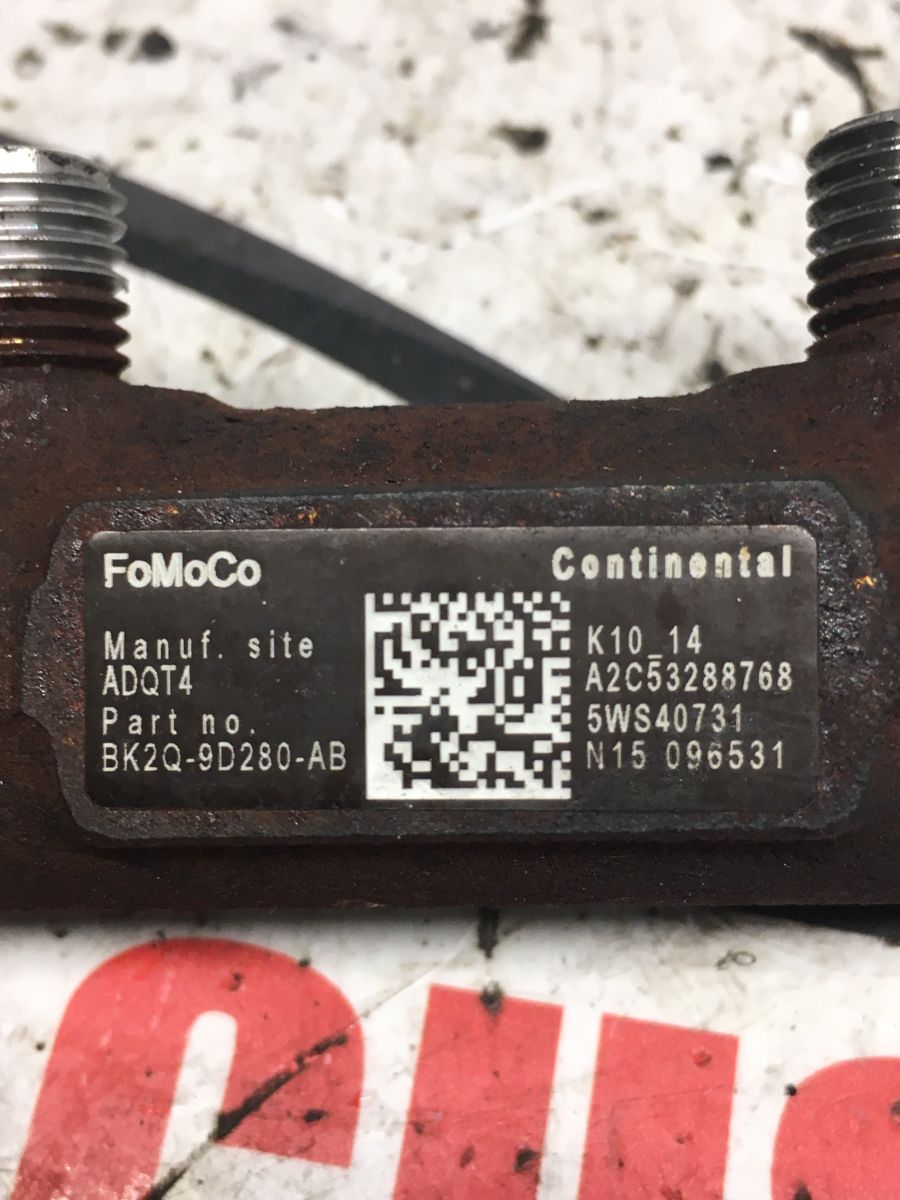 FoMoCo
Continental
Manuf. site
ADQT4
Part no.
BK2Q-9D280-AB
K10_14
A2C53288768
5WS40731
N15 096531